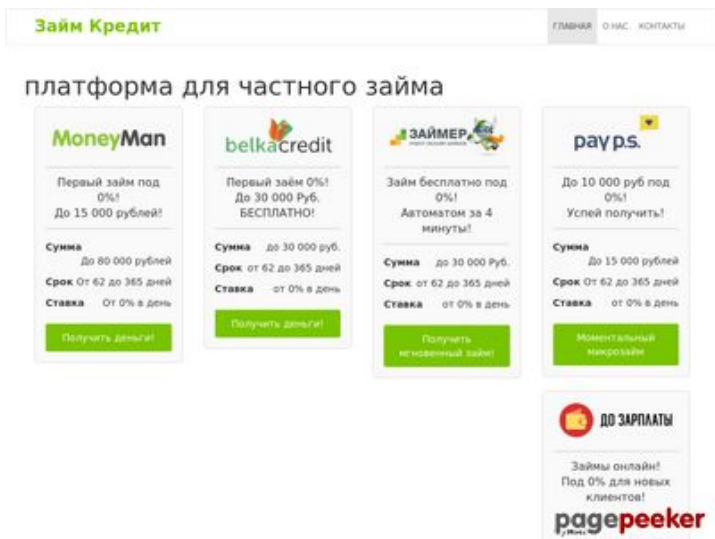 Займ Кредит
ГЛАВНАЯ О НАС КОНТАКТЫ
платформа для частного займа
MoneyMan
Первый займ под
0%!
До 15 000 рублей!
Сумма
До 80 000 рублей
Срок От 62 до 365 дней
Ставка От 0% в день
Получить деньги!
belkacredit
Первый заём 0%!
До 30 000 Руб.
БЕСПЛАТНО!
Сумма до 30 000 руб.
Срок от 62 до 365 дней
Ставка от 0% в день
Получить деньги!
ЗАЙМЕР
Займ бесплатно под
0%!
Автоматом за 4
минуты!
Сумма до 30 000 Руб.
Срок от 62 до 365 дней
Ставка от 0% в день
Получить
мгновенный займ!
pay p.s.
До 10 000 руб под
0%!
Успей получить!
Сумма
До 15 000 рублей
Срок От 62 до 365 дней
Ставка от 0% в день
Моментальный
микрозайм
ДО ЗАРПЛАТЫ
Займы онлайн!
Под 0% для новых
клиентов!
pagepeeker